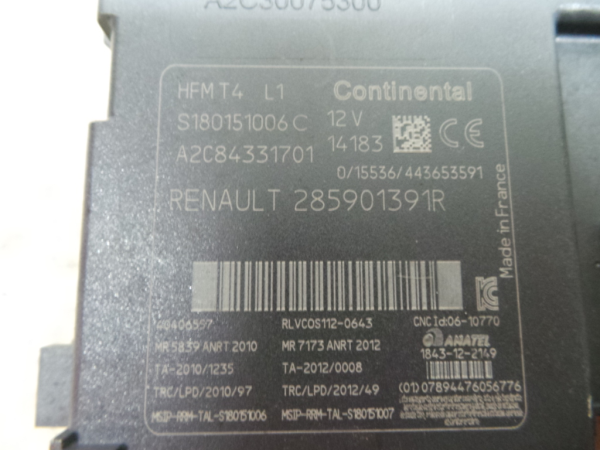 A2C30075300
HFM T4 L1 Continental
S180151006 C 12 V
A2C84331701 14183 CE
0/15536/443653591
RENAULT 285901391R
Made in France
40406597 RLVCOS112-0643 CNC Id:06-10770
MR 5839 ANRT 2010 MR 7173 ANRT 2012 ANATEL
TA-2010/1235 TA-2012/0008 1843-12-2149
TRC/LPD/2010/97 TRC/LPD/2012/49 (01)07894476056776
MSIP-RRM-TAL-S180151006 MSIP-RRM-TAL-S180151007